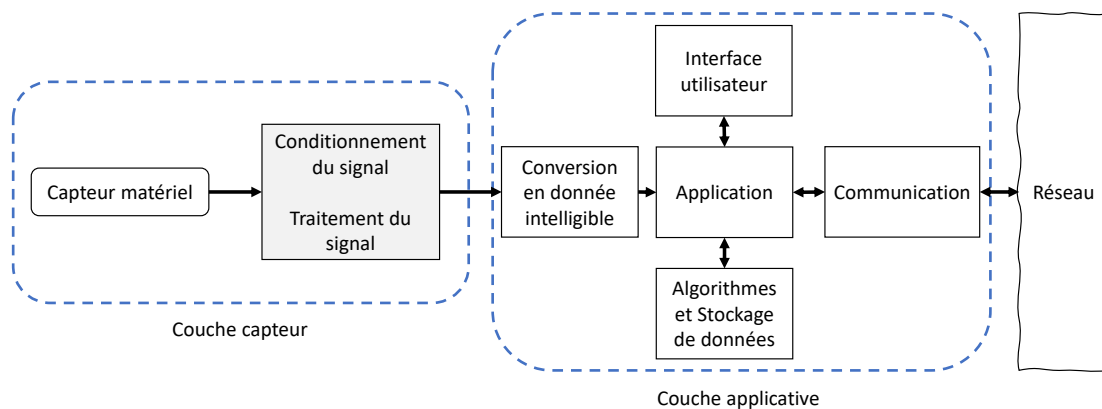 Capteur matériel
Conditionnement
du signal
Traitement du
signal
Couche capteur
Conversion
en donnée
intelligible
Interface
utilisateur
Application
Algorithmes
et Stockage
de données
Communication
Couche applicative
Réseau